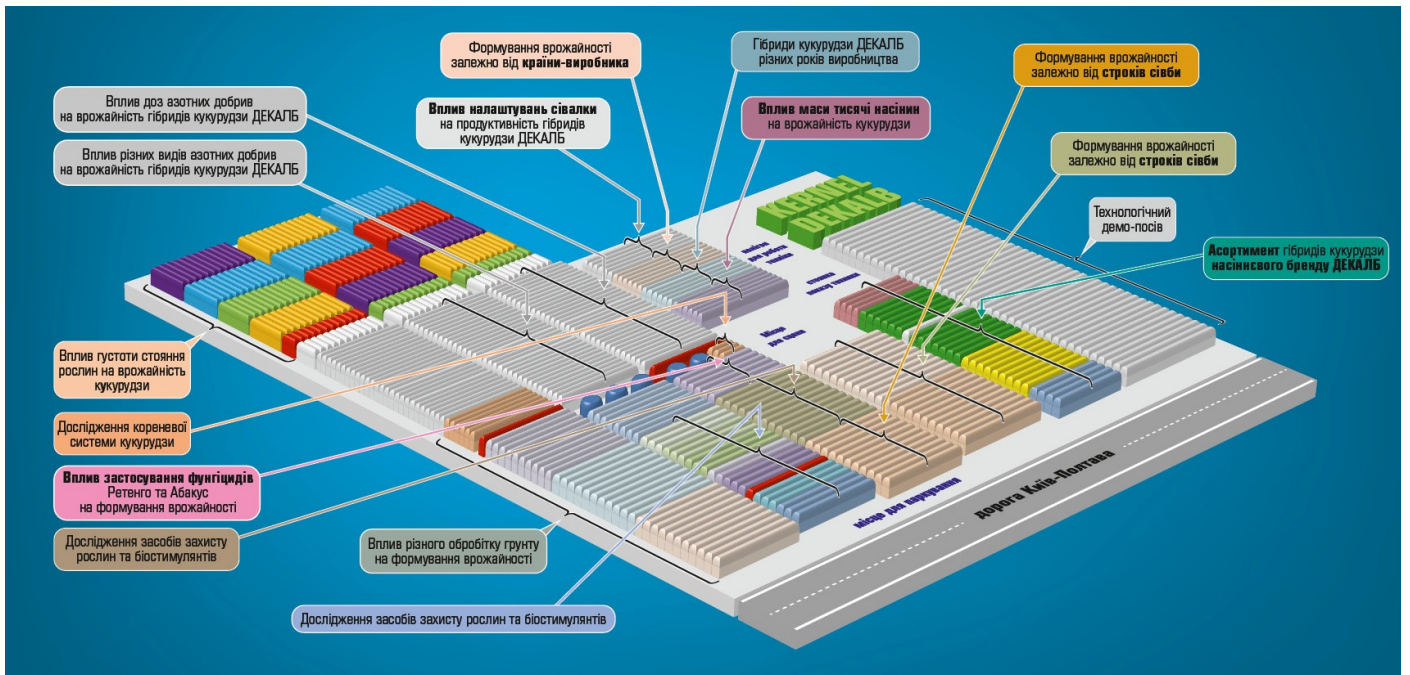 Формування врожайності
залежно від країни-виробника
Гібриди кукурудзи ДЕКАЛБ
різних років виробництва
Формування врожайності
залежно від строків сівби
Вплив доз азотних добрив
на врожайність гібридів кукурудзи ДЕКАЛБ
Вплив налаштувань сівалки
на продуктивність гібридів
кукурудзи ДЕКАЛБ
Вплив маси тисячі насінин
на врожайність кукурудзи
Формування врожайності
залежно від строків сівби
Вплив різних видів азотних добрив
на врожайність гібридів кукурудзи ДЕКАЛБ
KERNEL
DEKALB
Технологічний
демо-посів
Асортимент гібридів кукурудзи
насіннєвого бренду ДЕКАЛБ
Місце
Вплив густоти стояння
рослин на врожайність
кукурудзи
Дослідження кореневої
системи кукурудзи
Вплив застосування фунгіцидів
Ретенго та Абакус
на формування врожайності
Дослідження засобів захисту
рослин та біостимулянтів
Вплив різного обробітку грунту
на формування врожайності
Дослідження засобів захисту рослин та біостимулянтів
місце для паркування
дорога Київ-Полтава